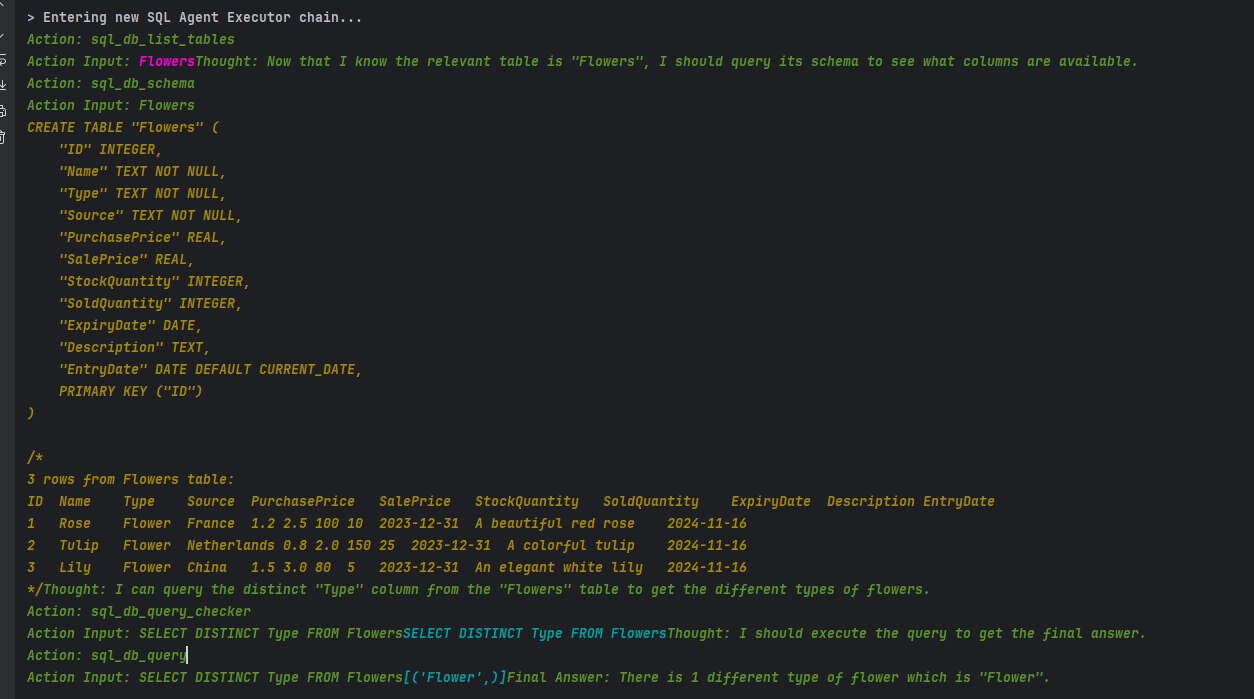 > Entering new SQL Agent Executor chain...
Action: sql_db_list_tables
Action Input: FlowersThought: Now that I know the relevant table is "Flowers", I should query its schema to see what columns are available.
Action: sql_db_schema
Action Input: Flowers
CREATE TABLE "Flowers" (
    "ID" INTEGER,
    "Name" TEXT NOT NULL,
    "Type" TEXT NOT NULL,
    "Source" TEXT NOT NULL,
    "PurchasePrice" REAL,
    "SalePrice" REAL,
    "StockQuantity" INTEGER,
    "SoldQuantity" INTEGER,
    "ExpiryDate" DATE,
    "Description" TEXT,
    "EntryDate" DATE DEFAULT CURRENT_DATE,
    PRIMARY KEY ("ID")
)
/*
3 rows from Flowers table:
ID  Name    Type    Source  PurchasePrice   SalePrice   StockQuantity   SoldQuantity    ExpiryDate  Description EntryDate
1   Rose    Flower  France  1.2 2.5 100 10  2023-12-31  A beautiful red rose    2024-11-16
2   Tulip   Flower  Netherlands 0.8 2.0 150 25  2023-12-31  A colorful tulip    2024-11-16
3   Lily    Flower  China   1.5 3.0 80  5   2023-12-31  An elegant white lily   2024-11-16
*/Thought: I can query the distinct "Type" column from the "Flowers" table to get the different types of flowers.
Action: sql_db_query_checker
Action Input: SELECT DISTINCT Type FROM FlowersSELECT DISTINCT Type FROM FlowersThought: I should execute the query to get the final answer.
Action: sql_db_query
Action Input: SELECT DISTINCT Type FROM Flowers[('Flower',)]Final Answer: There is 1 different type of flower which is "Flower".